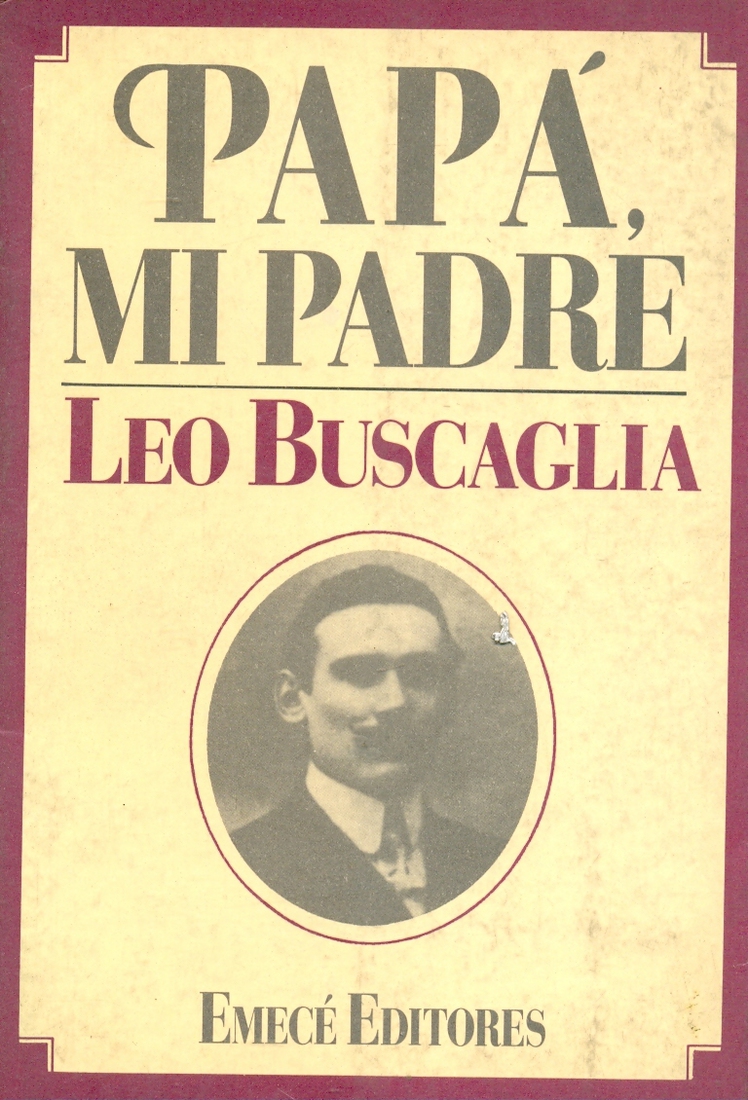 PAPÁ,
MI PADRE
LEO BUSCAGLIA
EMECÉ EDITORES